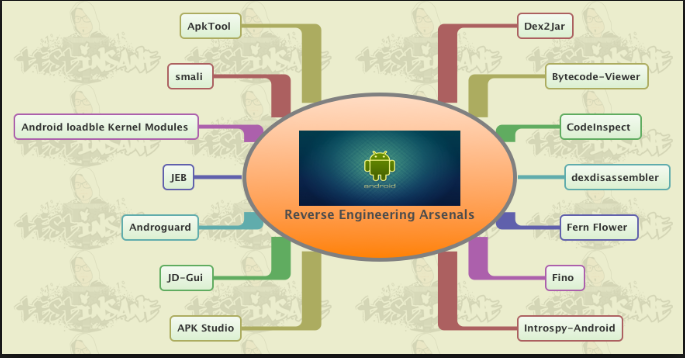 ApkTool
Dex2Jar
smali
Bytecode-Viewer
Android loadble Kernel Modules
CodeInspect
JEB
dexdisassembler
android
Reverse Engineering Arsenals
Androguard
Fern Flower
JD-Gui
Fino
APK Studio
Introspy-Android